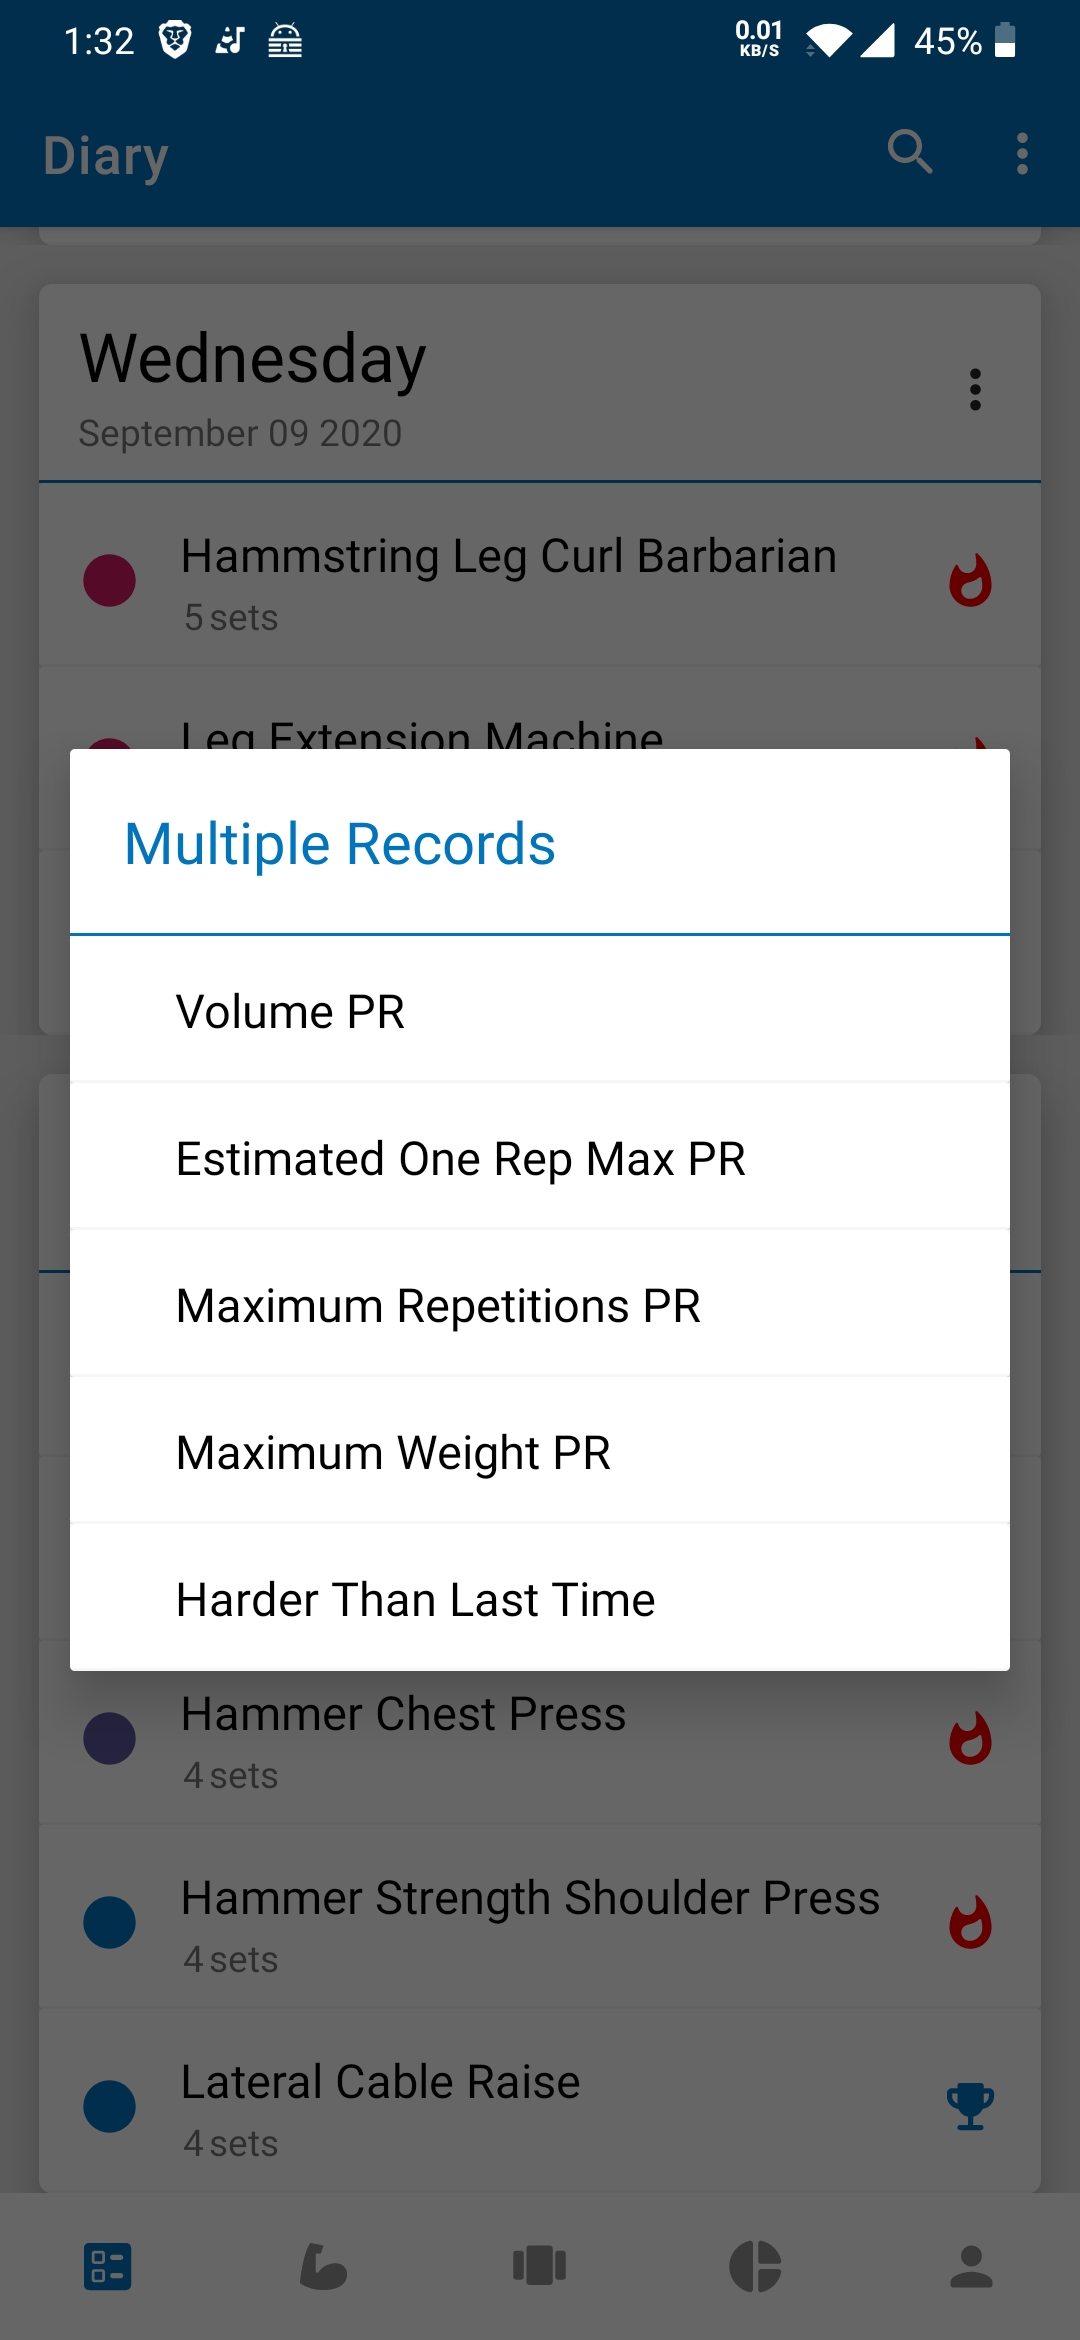 1:32
0.01
KB/S
45%
Diary
Wednesday
September 09 2020
Hammstring Leg Curl Barbarian
5 sets
Leg Extension Machine
Multiple Records
Volume PR
Estimated One Rep Max PR
Maximum Repetitions PR
Maximum Weight PR
Harder Than Last Time
Hammer Chest Press
4 sets
Hammer Strength Shoulder Press
4 sets
Lateral Cable Raise
4 sets